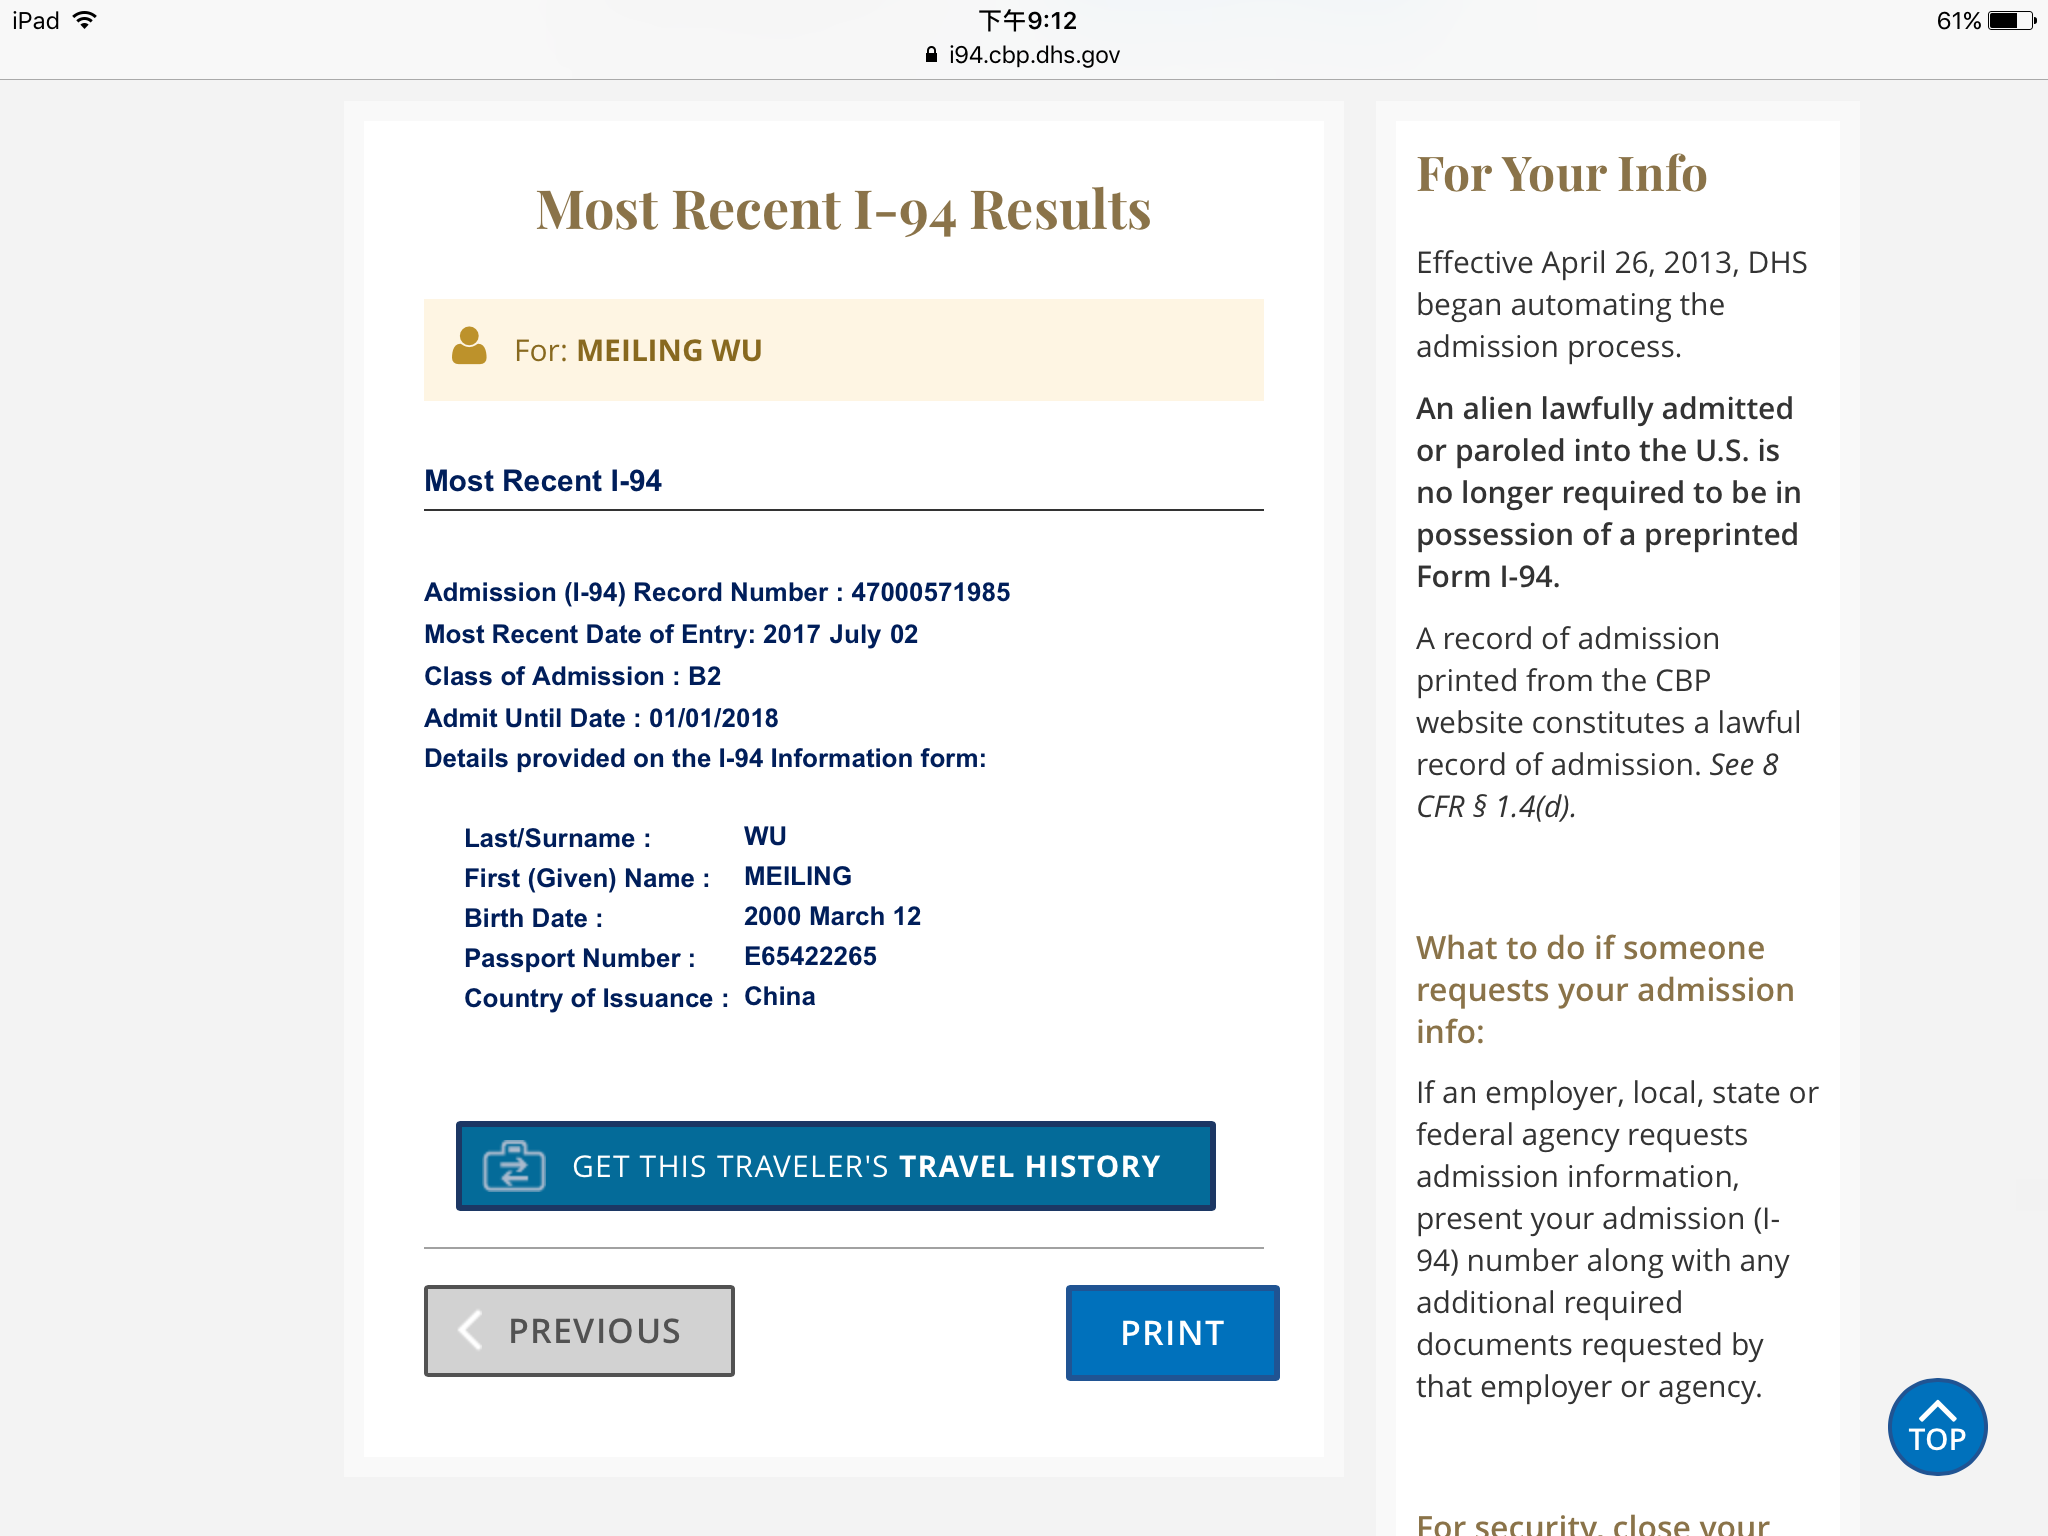 iPad
下午9:12
61%
i94.cbp.dhs.gov
Most Recent I-94 Results
For: MEILING WU
Most Recent I-94
Admission (I-94) Record Number : 47000571985
Most Recent Date of Entry: 2017 July 02
Class of Admission : B2
Admit Until Date : 01/01/2018
Details provided on the I-94 Information form:
Last/Surname : WU
First (Given) Name : MEILING
Birth Date : 2000 March 12
Passport Number : E65422265
Country of Issuance : China
GET THIS TRAVELER'S TRAVEL HISTORY
PREVIOUS
PRINT
For Your Info
Effective April 26, 2013, DHS
began automating the
admission process.
An alien lawfully admitted
or paroled into the U.S. is
no longer required to be in
possession of a preprinted
Form I-94.
A record of admission
printed from the CBP
website constitutes a lawful
record of admission. See 8
CFR § 1.4(d).
What to do if someone
requests your admission
info:
If an employer, local, state or
federal agency requests
admission information,
present your admission (I-
94) number along with any
additional required
documents requested by
that employer or agency.
For security, close your
TOP